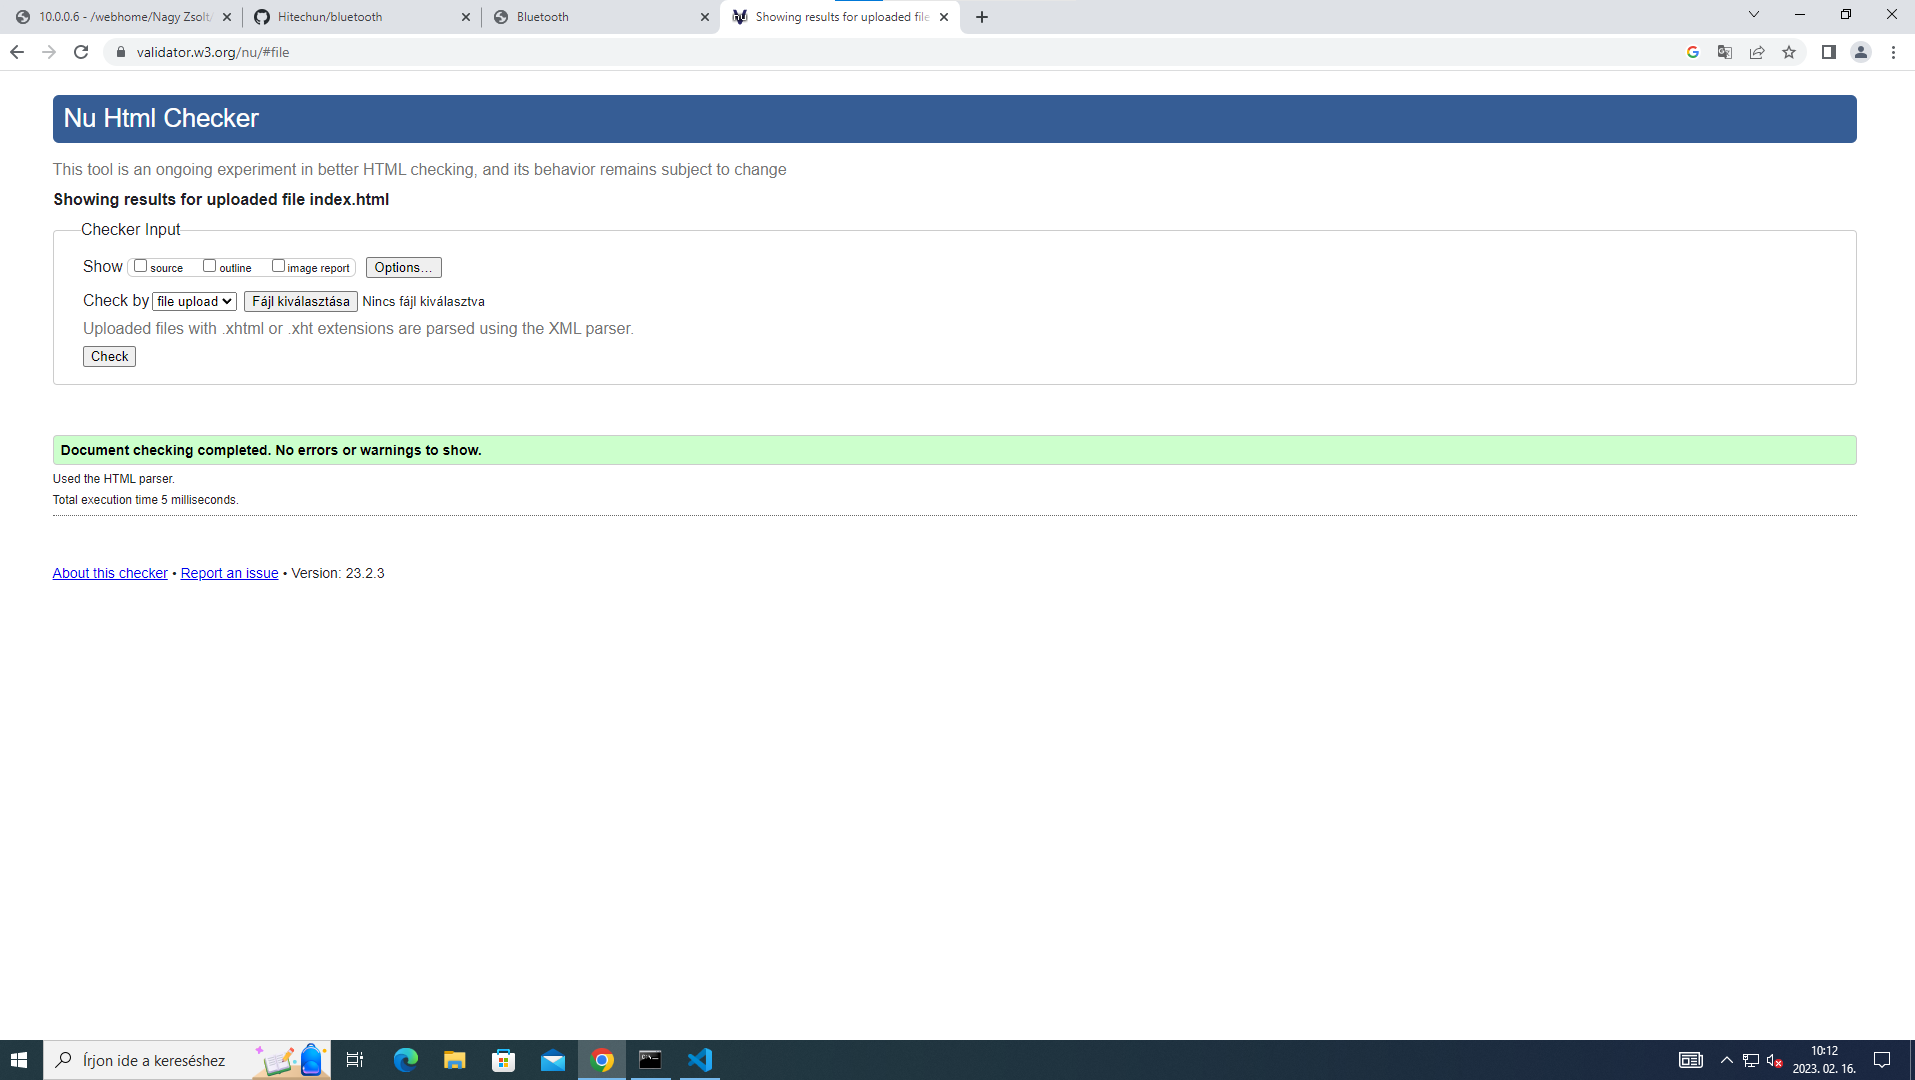 10.0.0.6 - /webhome/Nagy Zsolt/
Hitechun/bluetooth
Bluetooth
Showing results for uploaded file
validator.w3.org/nu/#file
Nu Html Checker
This tool is an ongoing experiment in better HTML checking, and its behavior remains subject to change
Showing results for uploaded file index.html
Checker Input
Show source outline image report Options...
Check by file upload Fájl kiválasztása Nincs fájl kiválasztva
Uploaded files with .xhtml or .xht extensions are parsed using the XML parser.
Check
Document checking completed. No errors or warnings to show.
Used the HTML parser.
Total execution time 5 milliseconds.
About this checker • Report an issue • Version: 23.2.3
Írjon ide a kereséshez
10:12
2023. 02. 16.